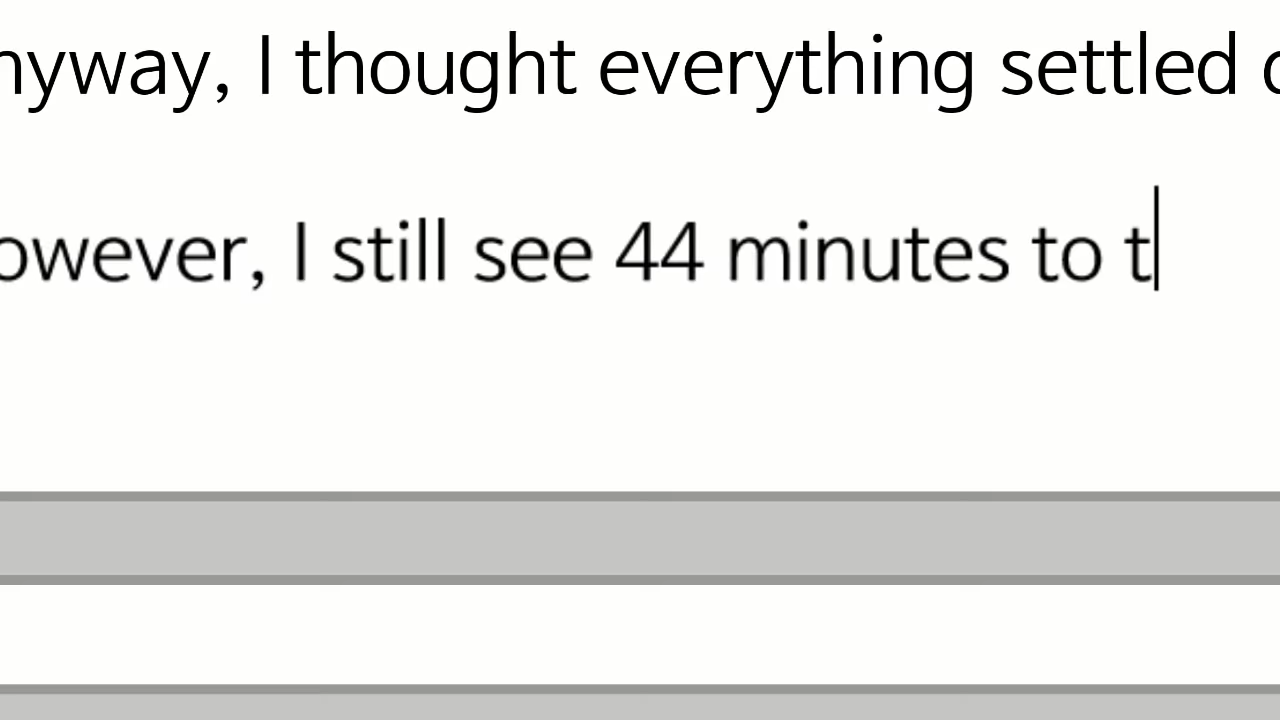 nyway, I thought everything settled
owever, I still see 44 minutes to t